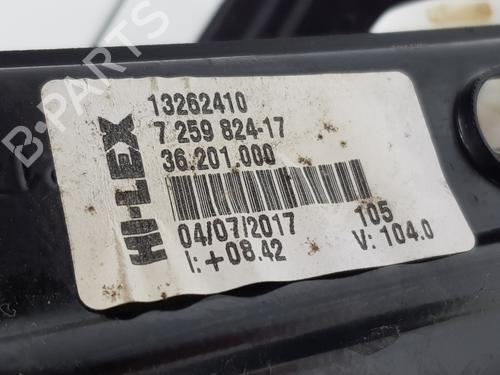 B-PARTS
HI-LEX
13262410
7 259 824-17
36.201.000
04/07/2017
105
I:+08.42
V: 104.0